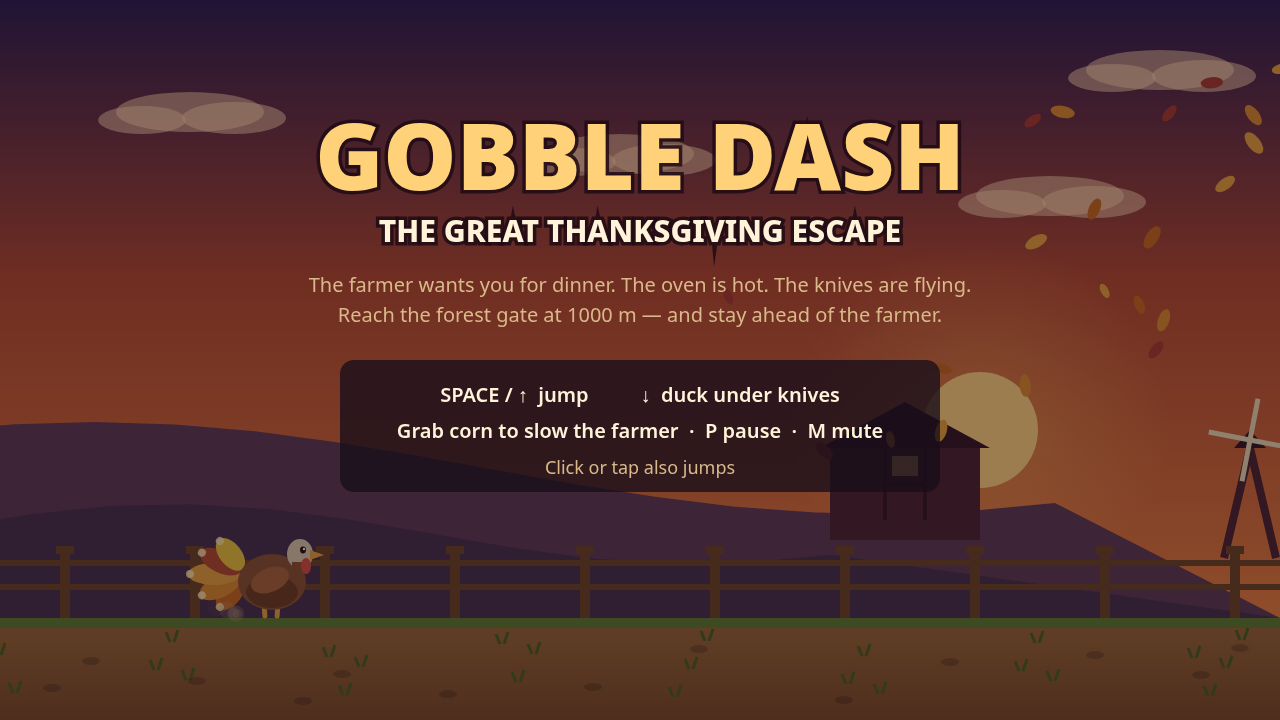 GOBBLE DASH
THE GREAT THANKSGIVING ESCAPE
The farmer wants you for dinner. The oven is hot. The knives are flying.
Reach the forest gate at 1000 m — and stay ahead of the farmer.
SPACE / ↑ jump ↓ duck under knives
Grab corn to slow the farmer · P pause · M mute
Click or tap also jumps